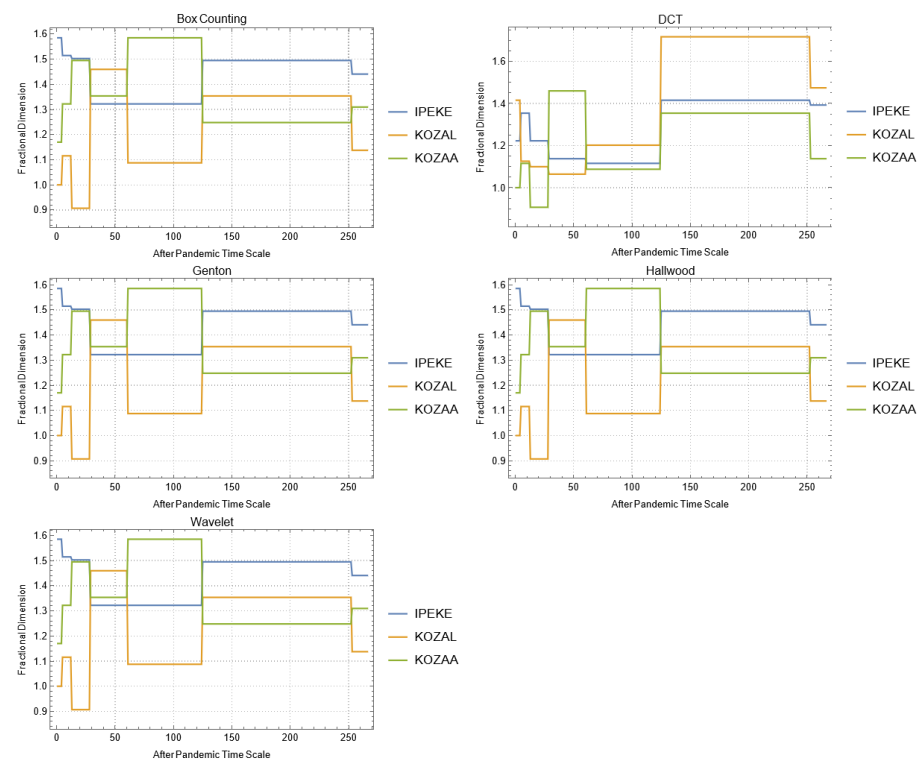 Box Counting
1.6
1.5
1.4
1.3
1.2
1.1
1.0
0.9
Fractional Dimension
0 50 100 150 200 250
After Pandemic Time Scale
IPEKE
KOZAL
KOZAA
DCT
1.6
1.4
1.2
1.0
Fractional Dimension
0 50 100 150 200 250
After Pandemic Time Scale
IPEKE
KOZAL
KOZAA
Genton
1.6
1.5
1.4
1.3
1.2
1.1
1.0
0.9
Fractional Dimension
0 50 100 150 200 250
After Pandemic Time Scale
IPEKE
KOZAL
KOZAA
Hallwood
1.6
1.5
1.4
1.3
1.2
1.1
1.0
0.9
Fractional Dimension
0 50 100 150 200 250
After Pandemic Time Scale
IPEKE
KOZAL
KOZAA
Wavelet
1.6
1.5
1.4
1.3
1.2
1.1
1.0
0.9
Fractional Dimension
0 50 100 150 200 250
After Pandemic Time Scale
IPEKE
KOZAL
KOZAA